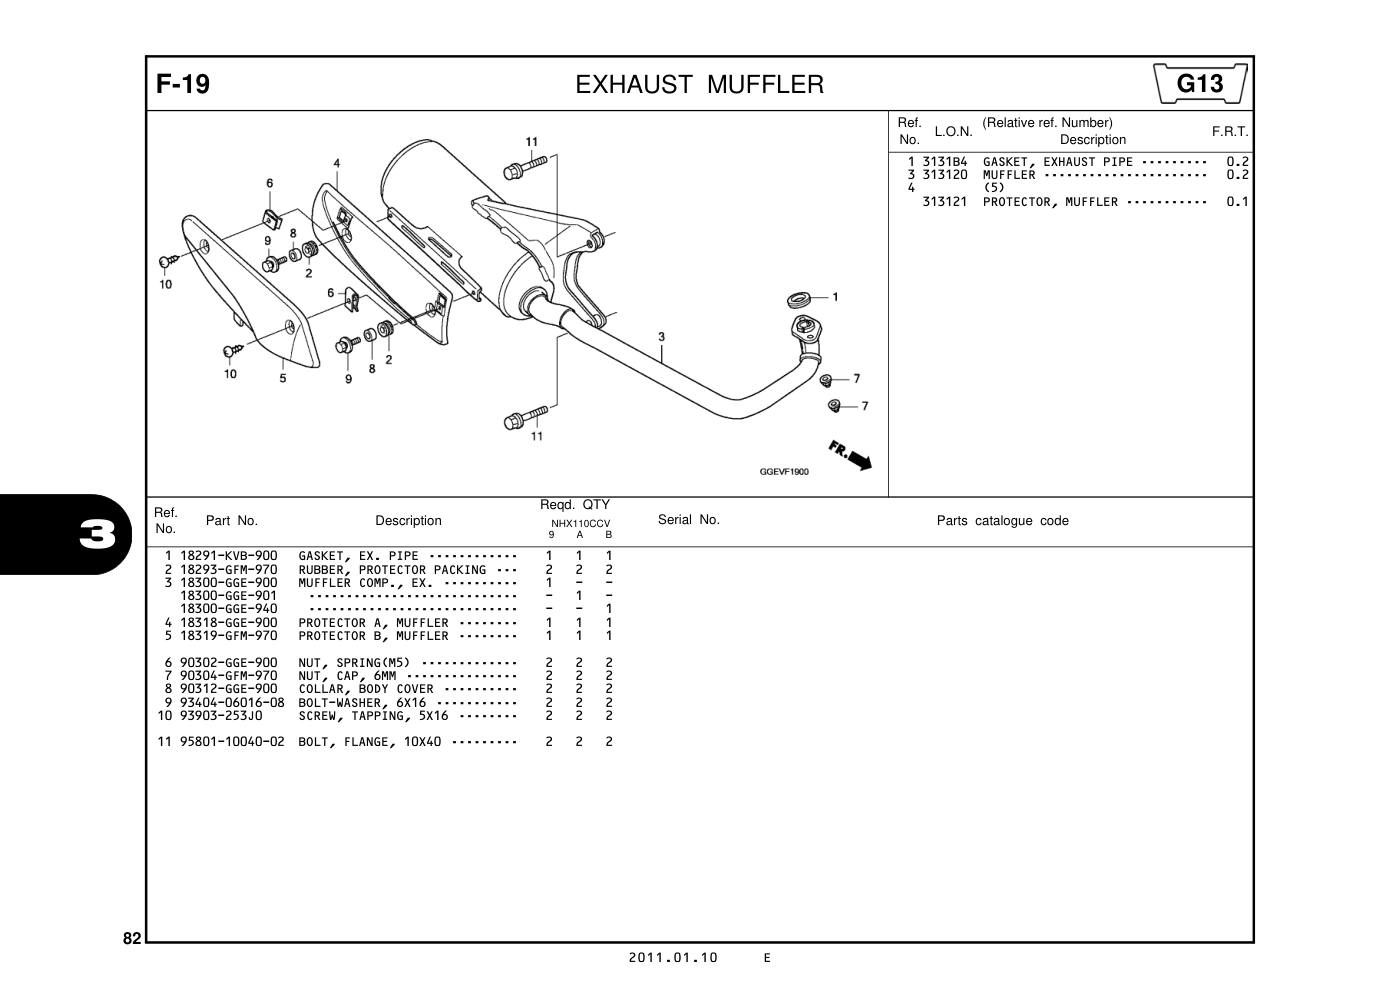 F-19 EXHAUST MUFFLER G13
11
4
6
8
9
2
10
6
1
3
2
8
9
10
5
7
7
11
FR.
GGEVF1900
Ref. No. L.O.N. (Relative ref. Number) Description F.R.T.
1 3131B4 GASKET, EXHAUST PIPE --------- 0.2
3 313120 MUFFLER ---------------------- 0.2
4 (5)
313121 PROTECTOR, MUFFLER ----------- 0.1
3
Ref. No. Part No. Description Reqd. QTY NHX110CCV 9 A B Serial No. Parts catalogue code
1 18291-KVB-900 GASKET, EX. PIPE ------------ 1 1 1
2 18293-GFM-970 RUBBER, PROTECTOR PACKING --- 2 2 2
3 18300-GGE-900 MUFFLER COMP., EX. ---------- 1 - -
18300-GGE-901 ---------------------------- - 1 -
18300-GGE-940 ---------------------------- - - 1
4 18318-GGE-900 PROTECTOR A, MUFFLER -------- 1 1 1
5 18319-GFM-970 PROTECTOR B, MUFFLER -------- 1 1 1
6 90302-GGE-900 NUT, SPRING(M5) ------------- 2 2 2
7 90304-GFM-970 NUT, CAP, 6MM --------------- 2 2 2
8 90312-GGE-900 COLLAR, BODY COVER ---------- 2 2 2
9 93404-06016-08 BOLT-WASHER, 6X16 ----------- 2 2 2
10 93903-253J0 SCREW, TAPPING, 5X16 -------- 2 2 2
11 95801-10040-02 BOLT, FLANGE, 10X40 --------- 2 2 2
82
2011.01.10 E